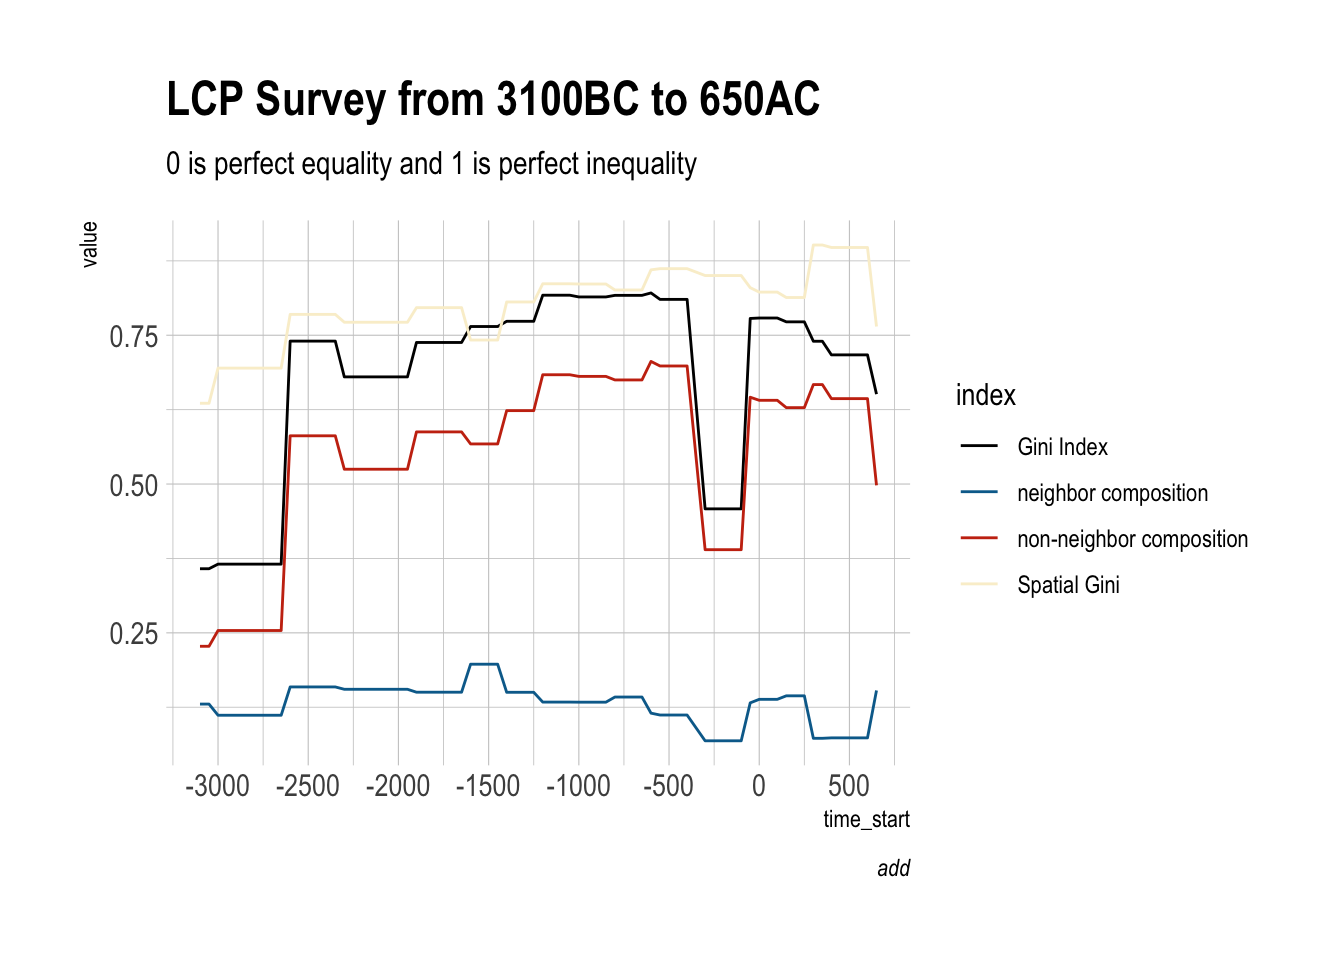 LCP Survey from 3100BC to 650AC
0 is perfect equality and 1 is perfect inequality
value
0.75
0.50
0.25
-3000 -2500 -2000 -1500 -1000 -500 0 500
time_start
add
index
Gini Index
neighbor composition
non-neighbor composition
Spatial Gini